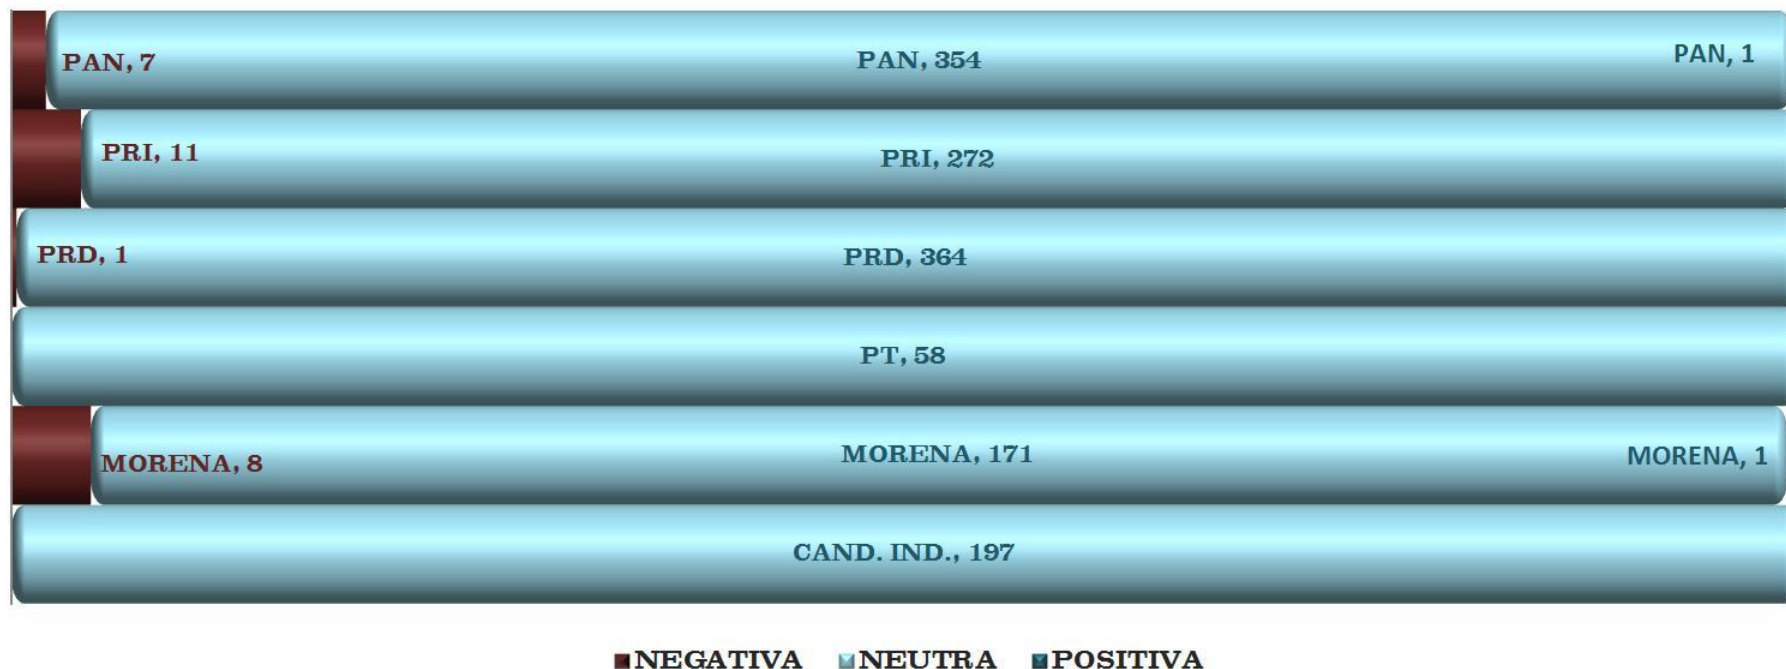 PAN, 7 PAN, 354 PAN, 1
PRI, 11 PRI, 272
PRD, 1 PRD, 364
PT, 58
MORENA, 8 MORENA, 171 MORENA, 1
CAND. IND., 197
NEGATIVA NEUTRA POSITIVA